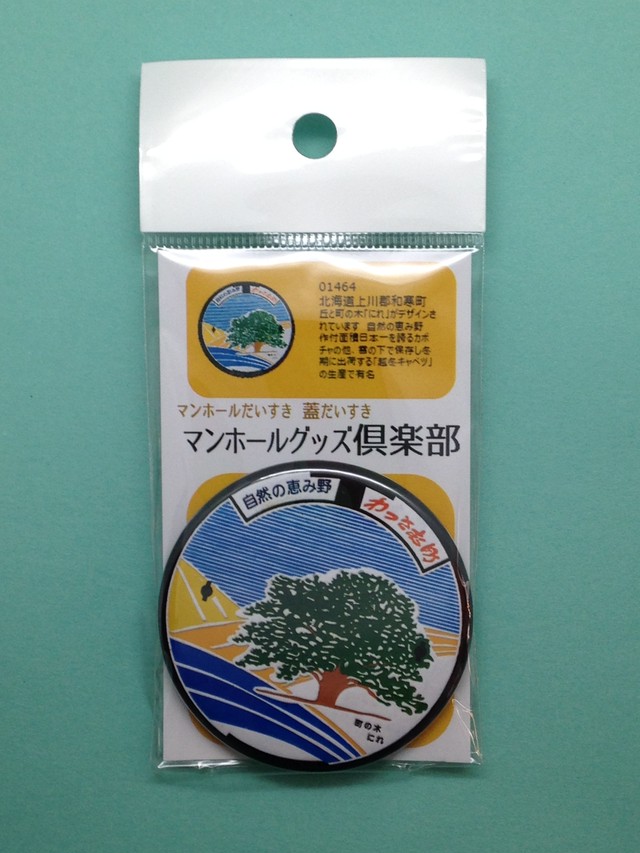 01464
北海道上川郡和寒町
丘と町の木「にれ」がデザインさ
れています 自然の恵み野
作付面積日本一を誇るカボ
チャの他、雪の下で保存し冬
期に出荷する「越冬キャベツ」
の生産で有名
マンホールだいすき 蓋だいすき
マンホールグッズ倶楽部
自然の恵み野
わっさむ町
町の木
にれ